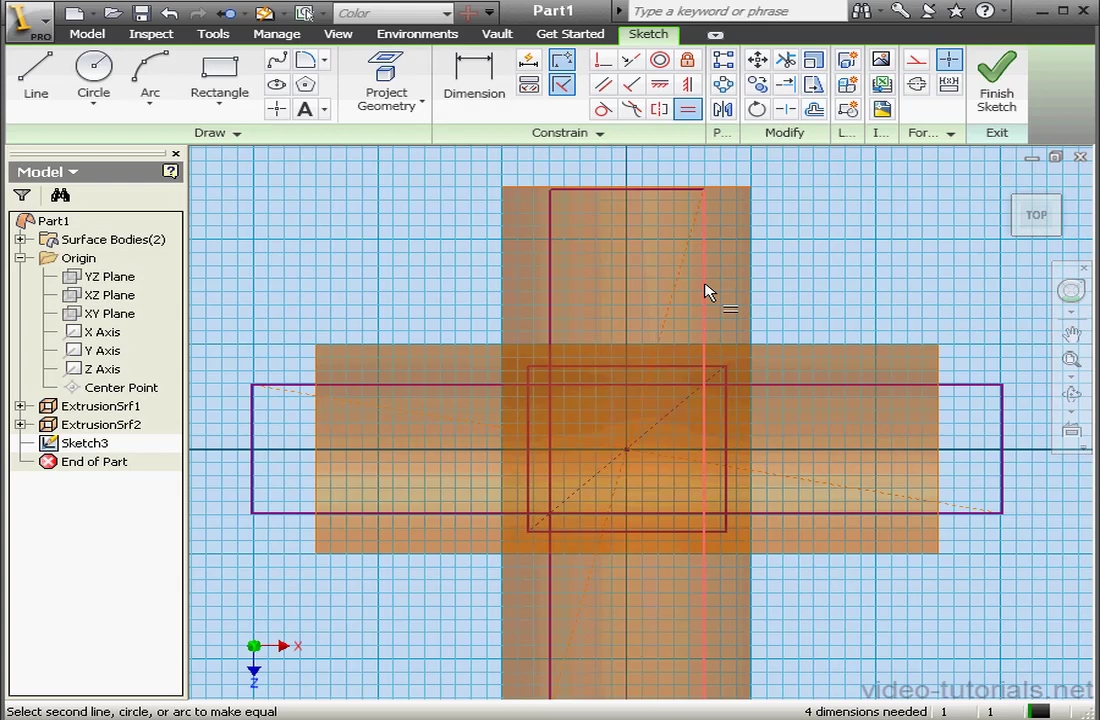 Color
Part1
Type a keyword or phrase
PRO
Model
Inspect
Tools
Manage
View
Environments
Vault
Get Started
Sketch
Line
Circle
Arc
Rectangle
A
Project
Geometry
Dimension
Finish
Sketch
Draw
Constrain
P...
Modify
L...
I...
For...
Exit
Model
Part1
Surface Bodies(2)
Origin
YZ Plane
XZ Plane
XY Plane
X Axis
Y Axis
Z Axis
Center Point
ExtrusionSrf1
ExtrusionSrf2
Sketch3
End of Part
TOP
X
Z
video-tutorials.net
Select second line, circle, or arc to make equal
4 dimensions needed
1
1